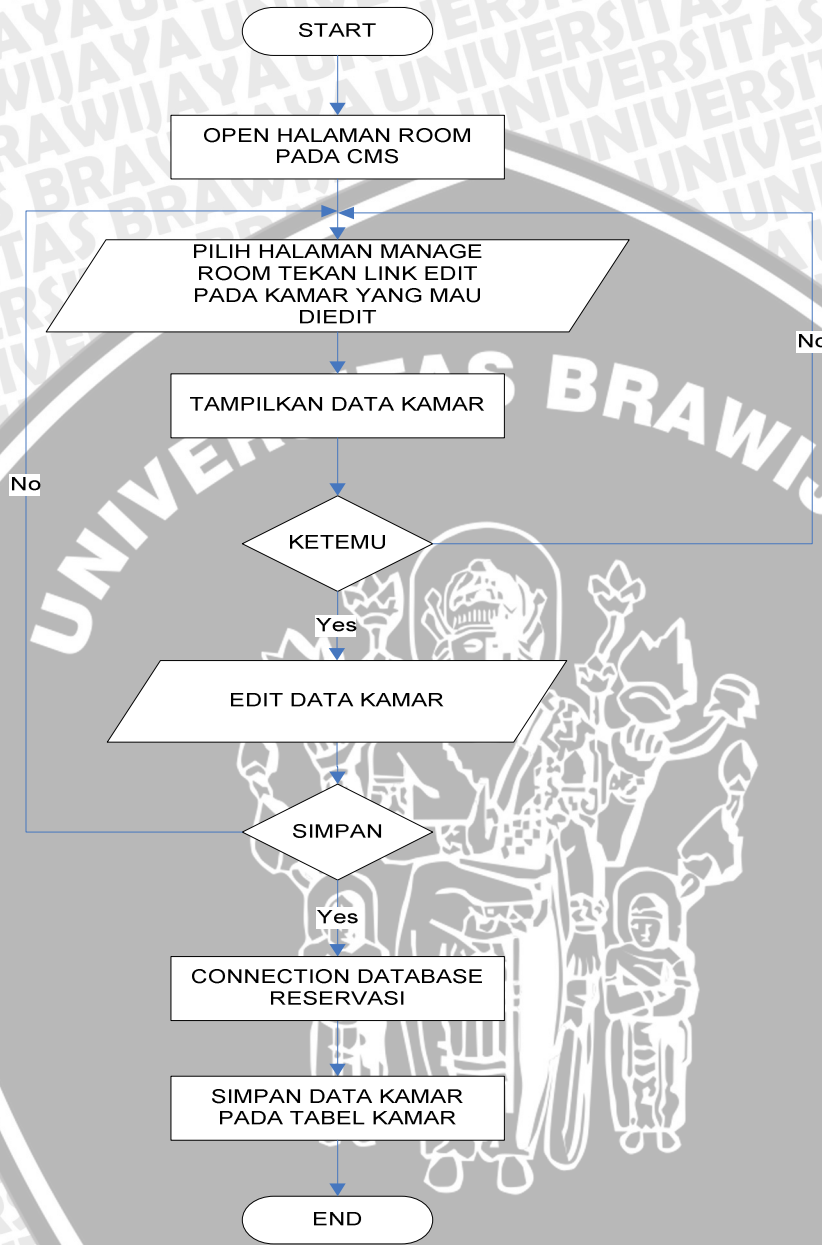 START
OPEN HALAMAN ROOM
PADA CMS
PILIH HALAMAN MANAGE
ROOM TEKAN LINK EDIT
PADA KAMAR YANG MAU
DIEDIT
No
TAMPILKAN DATA KAMAR
No
KETEMU
Yes
EDIT DATA KAMAR
SIMPAN
Yes
CONNECTION DATABASE
RESERVASI
SIMPAN DATA KAMAR
PADA TABEL KAMAR
END
UNIVERSITAS BRAWIJ